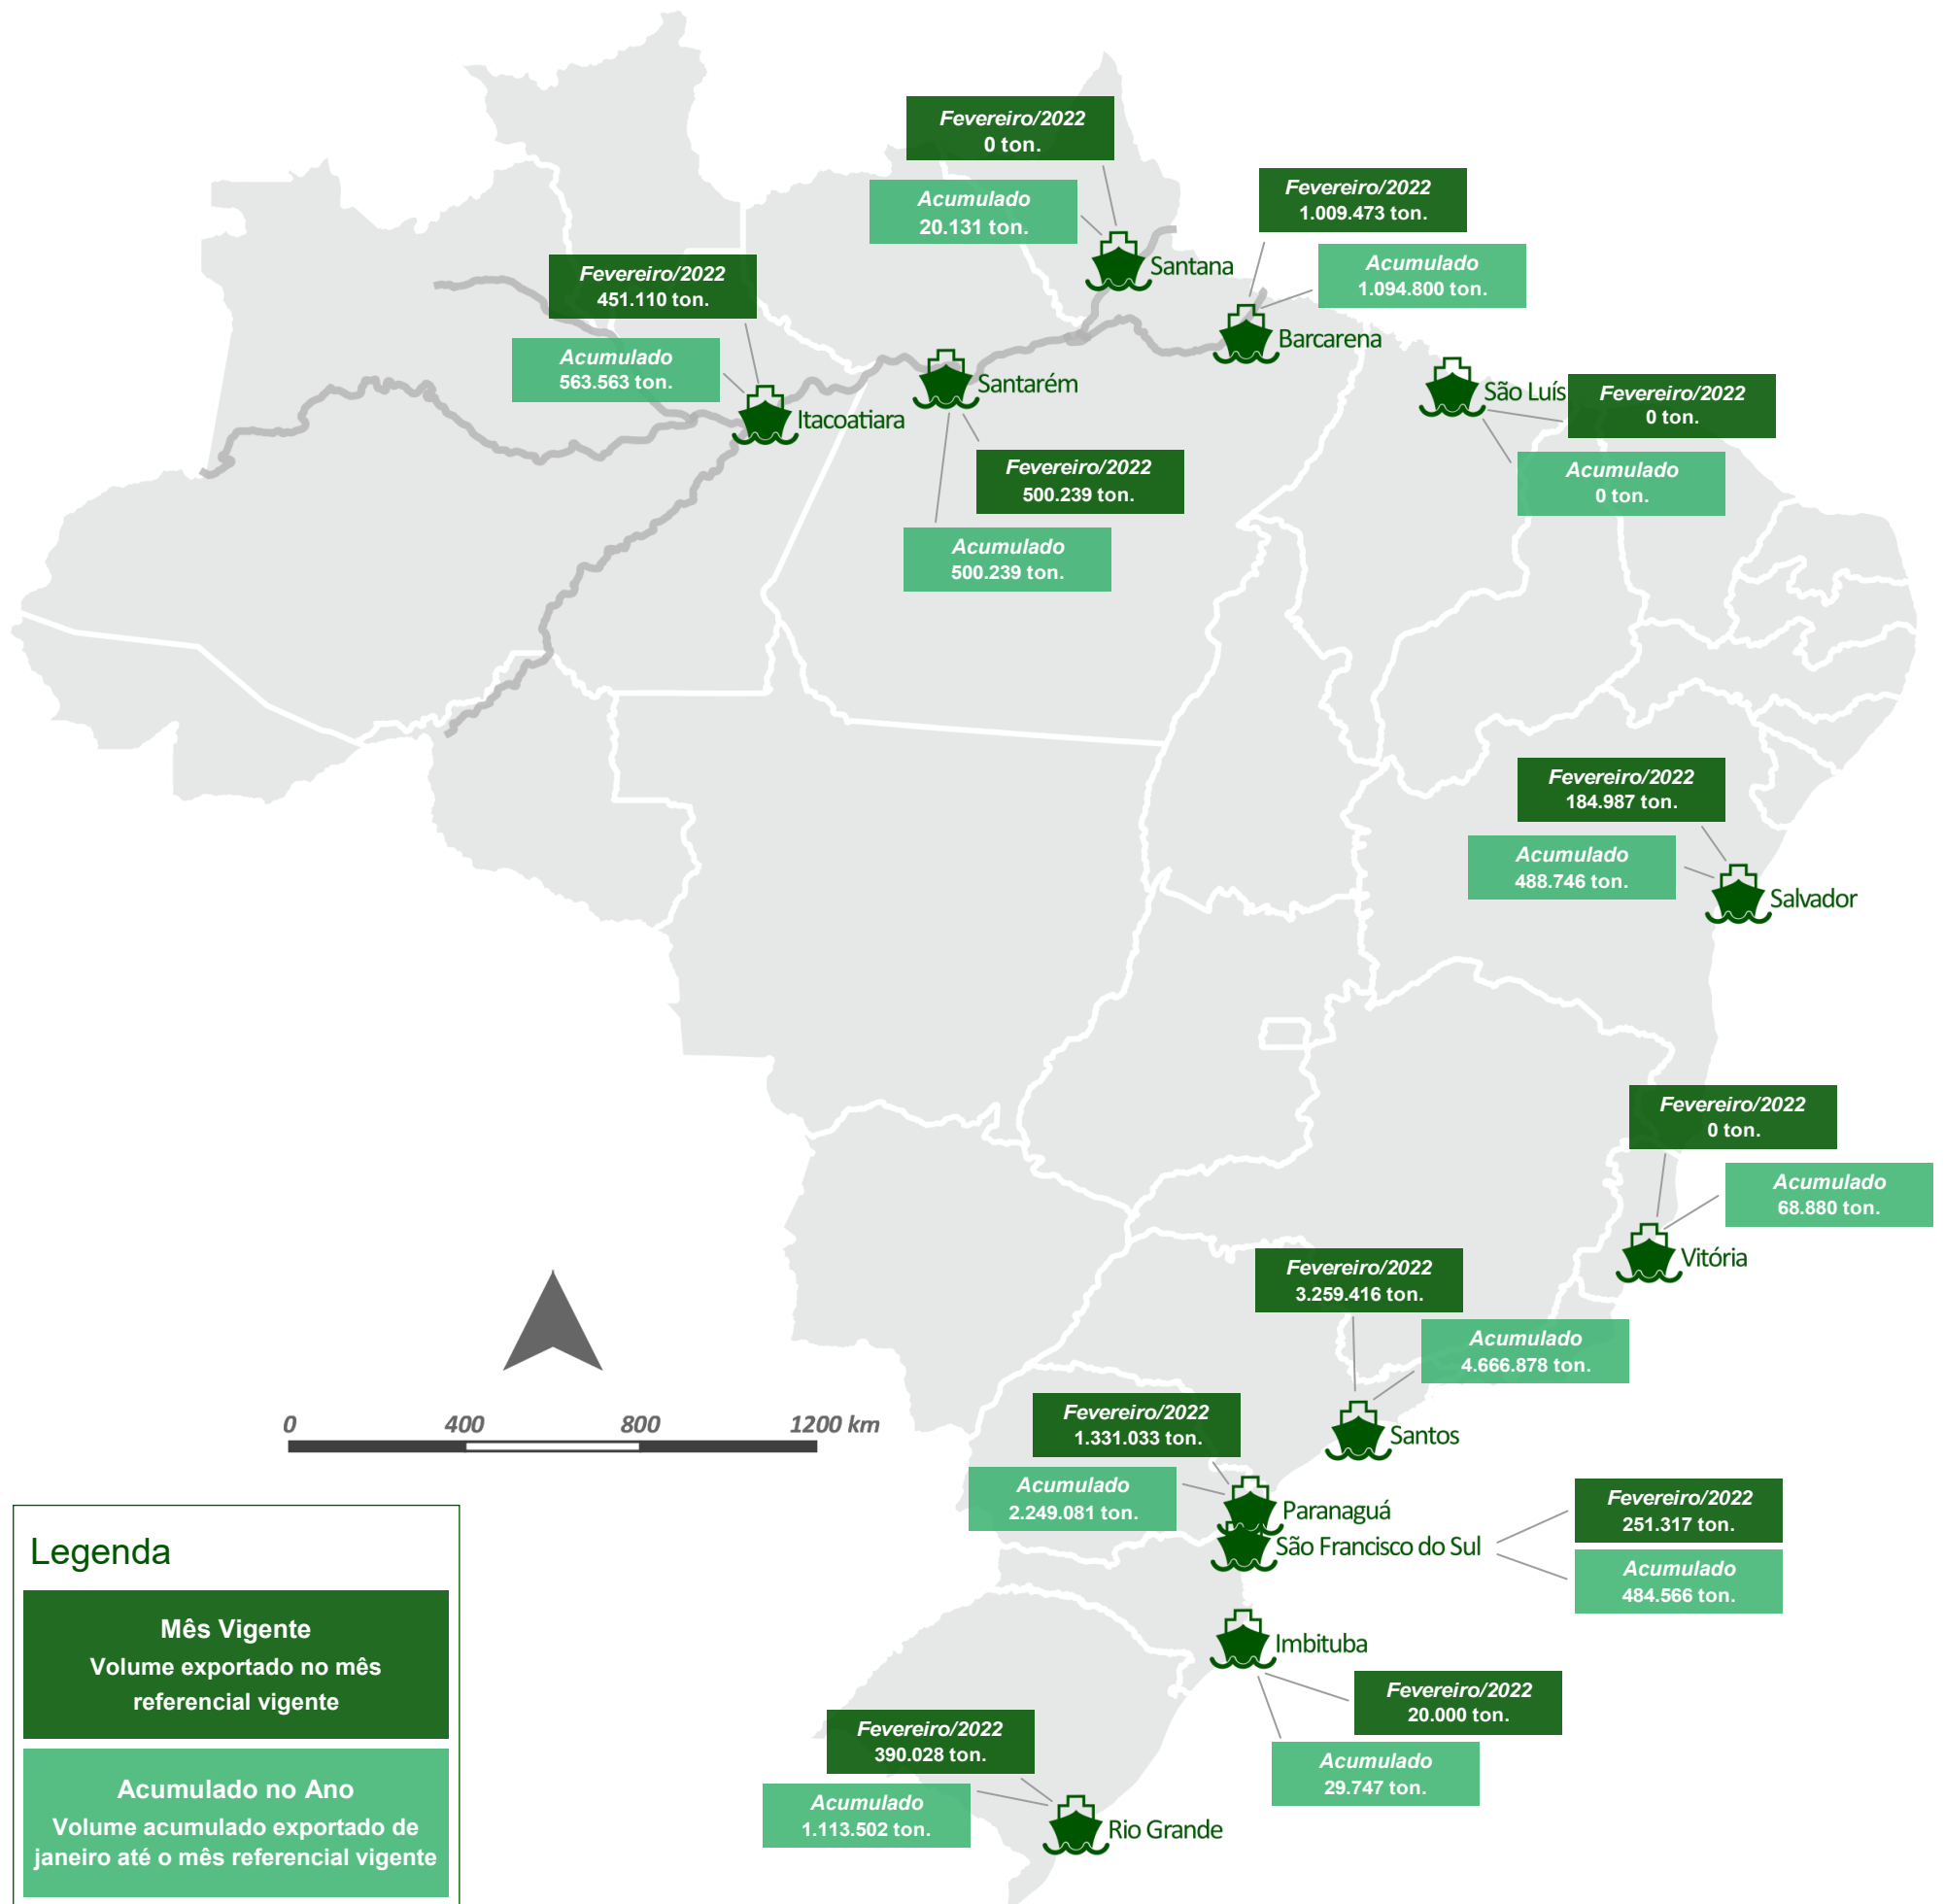 Fevereiro/2022
0 ton.
Acumulado
20.131 ton.
Santana
Fevereiro/2022
1.009.473 ton.
Acumulado
1.094.800 ton.
Barcarena
Fevereiro/2022
451.110 ton.
Acumulado
563.563 ton.
Itacoatiara
Santarém
Fevereiro/2022
500.239 ton.
Acumulado
500.239 ton.
São Luís
Fevereiro/2022
0 ton.
Acumulado
0 ton.
Fevereiro/2022
184.987 ton.
Acumulado
488.746 ton.
Salvador
Fevereiro/2022
0 ton.
Acumulado
68.880 ton.
Vitória
Fevereiro/2022
3.259.416 ton.
Acumulado
4.666.878 ton.
Santos
Fevereiro/2022
1.331.033 ton.
Acumulado
2.249.081 ton.
Paranaguá
São Francisco do Sul
Fevereiro/2022
251.317 ton.
Acumulado
484.566 ton.
Imbituba
Fevereiro/2022
20.000 ton.
Acumulado
29.747 ton.
Fevereiro/2022
390.028 ton.
Acumulado
1.113.502 ton.
Rio Grande
0 400 800 1200 km
Legenda
Mês Vigente
Volume exportado no mês
referencial vigente
Acumulado no Ano
Volume acumulado exportado de
janeiro até o mês referencial vigente